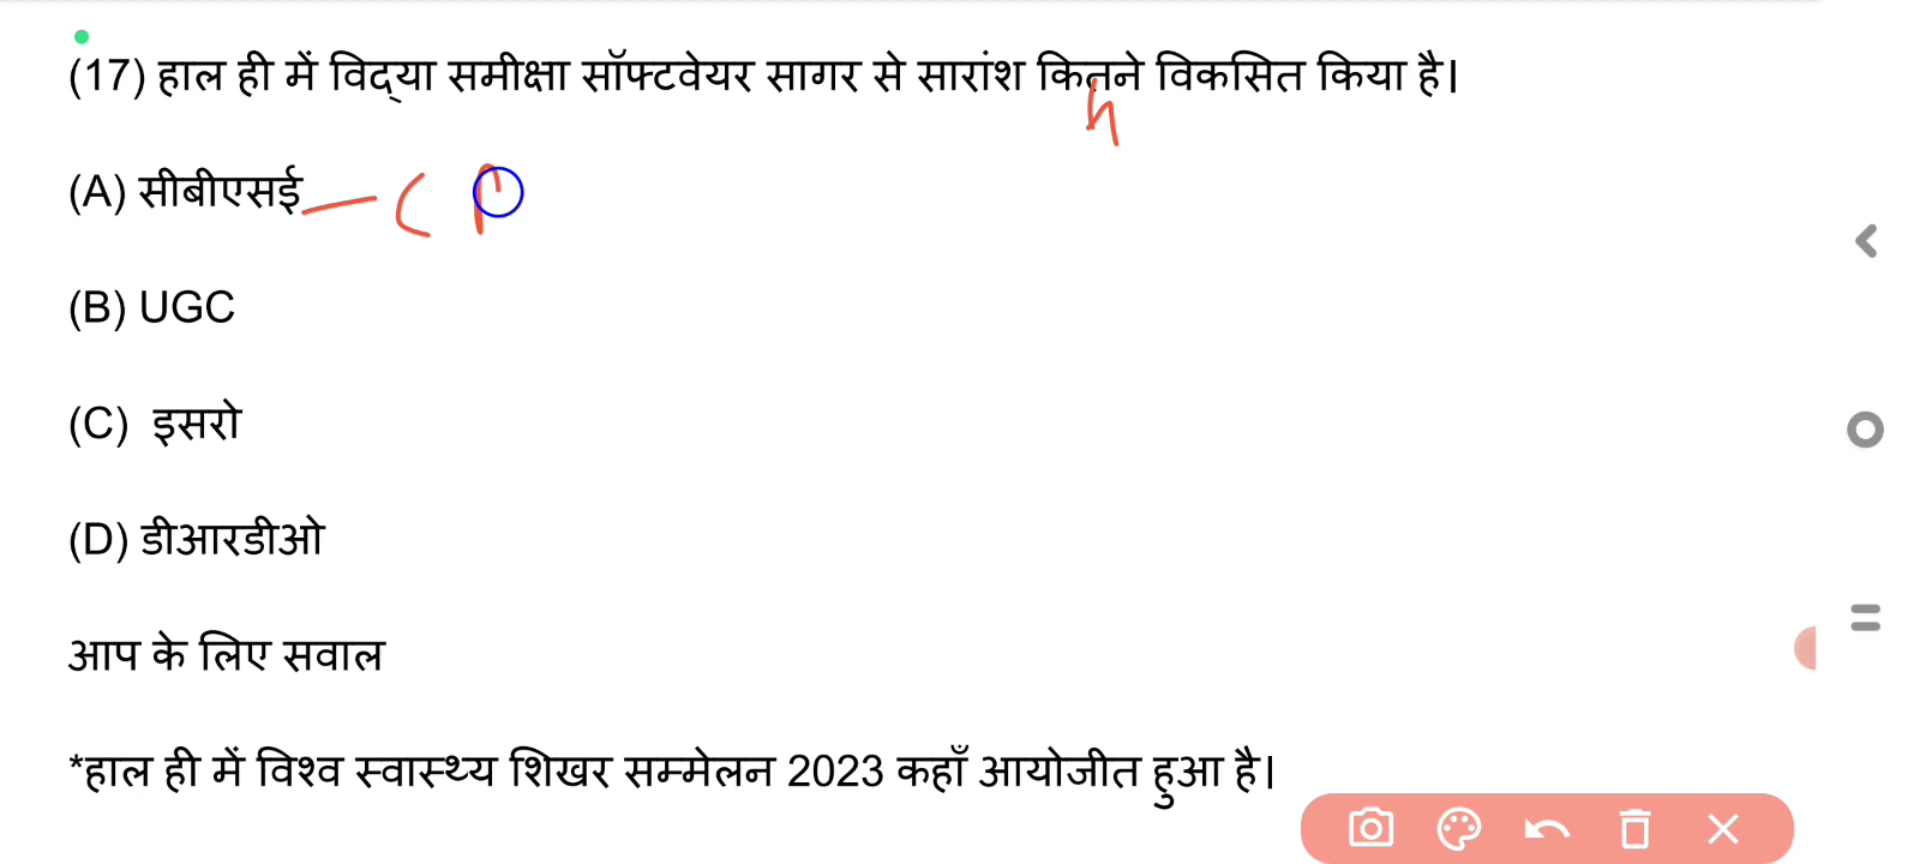 (17) हाल ही में विद्‌या समीक्षा सॉफ्टवेयर सागर से सारांश कितने विकसित किया है।
(A) सीबीएसई
(B) UGC
(C) इसरो
(D) डीआरडीओ
आप के लिए सवाल
*हाल ही में विश्व स्वास्थ्य शिखर सम्मेलन 2023 कहाँ आयोजीत हुआ है।